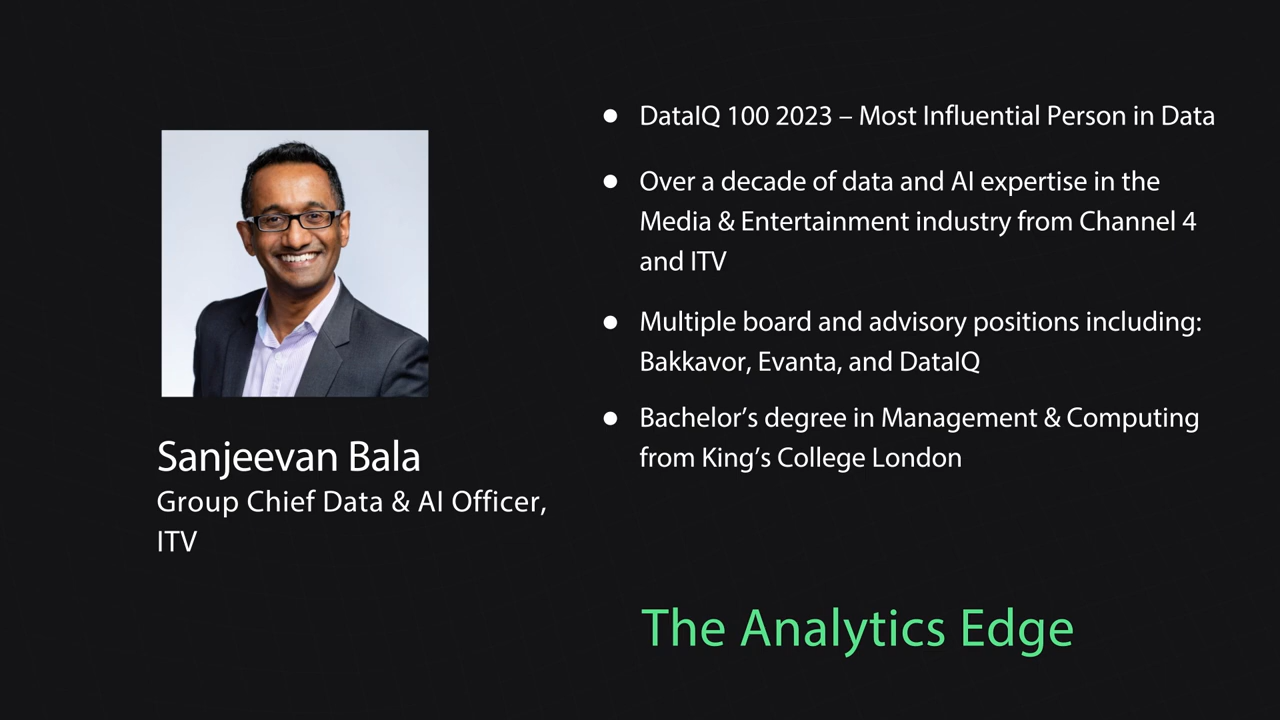 Sanjeevan Bala
Group Chief Data & AI Officer,
ITV
● DataIQ 100 2023 – Most Influential Person in Data
● Over a decade of data and AI expertise in the
Media & Entertainment industry from Channel 4
and ITV
● Multiple board and advisory positions including:
Bakkavor, Evanta, and DataIQ
● Bachelor’s degree in Management & Computing
from King’s College London
The Analytics Edge